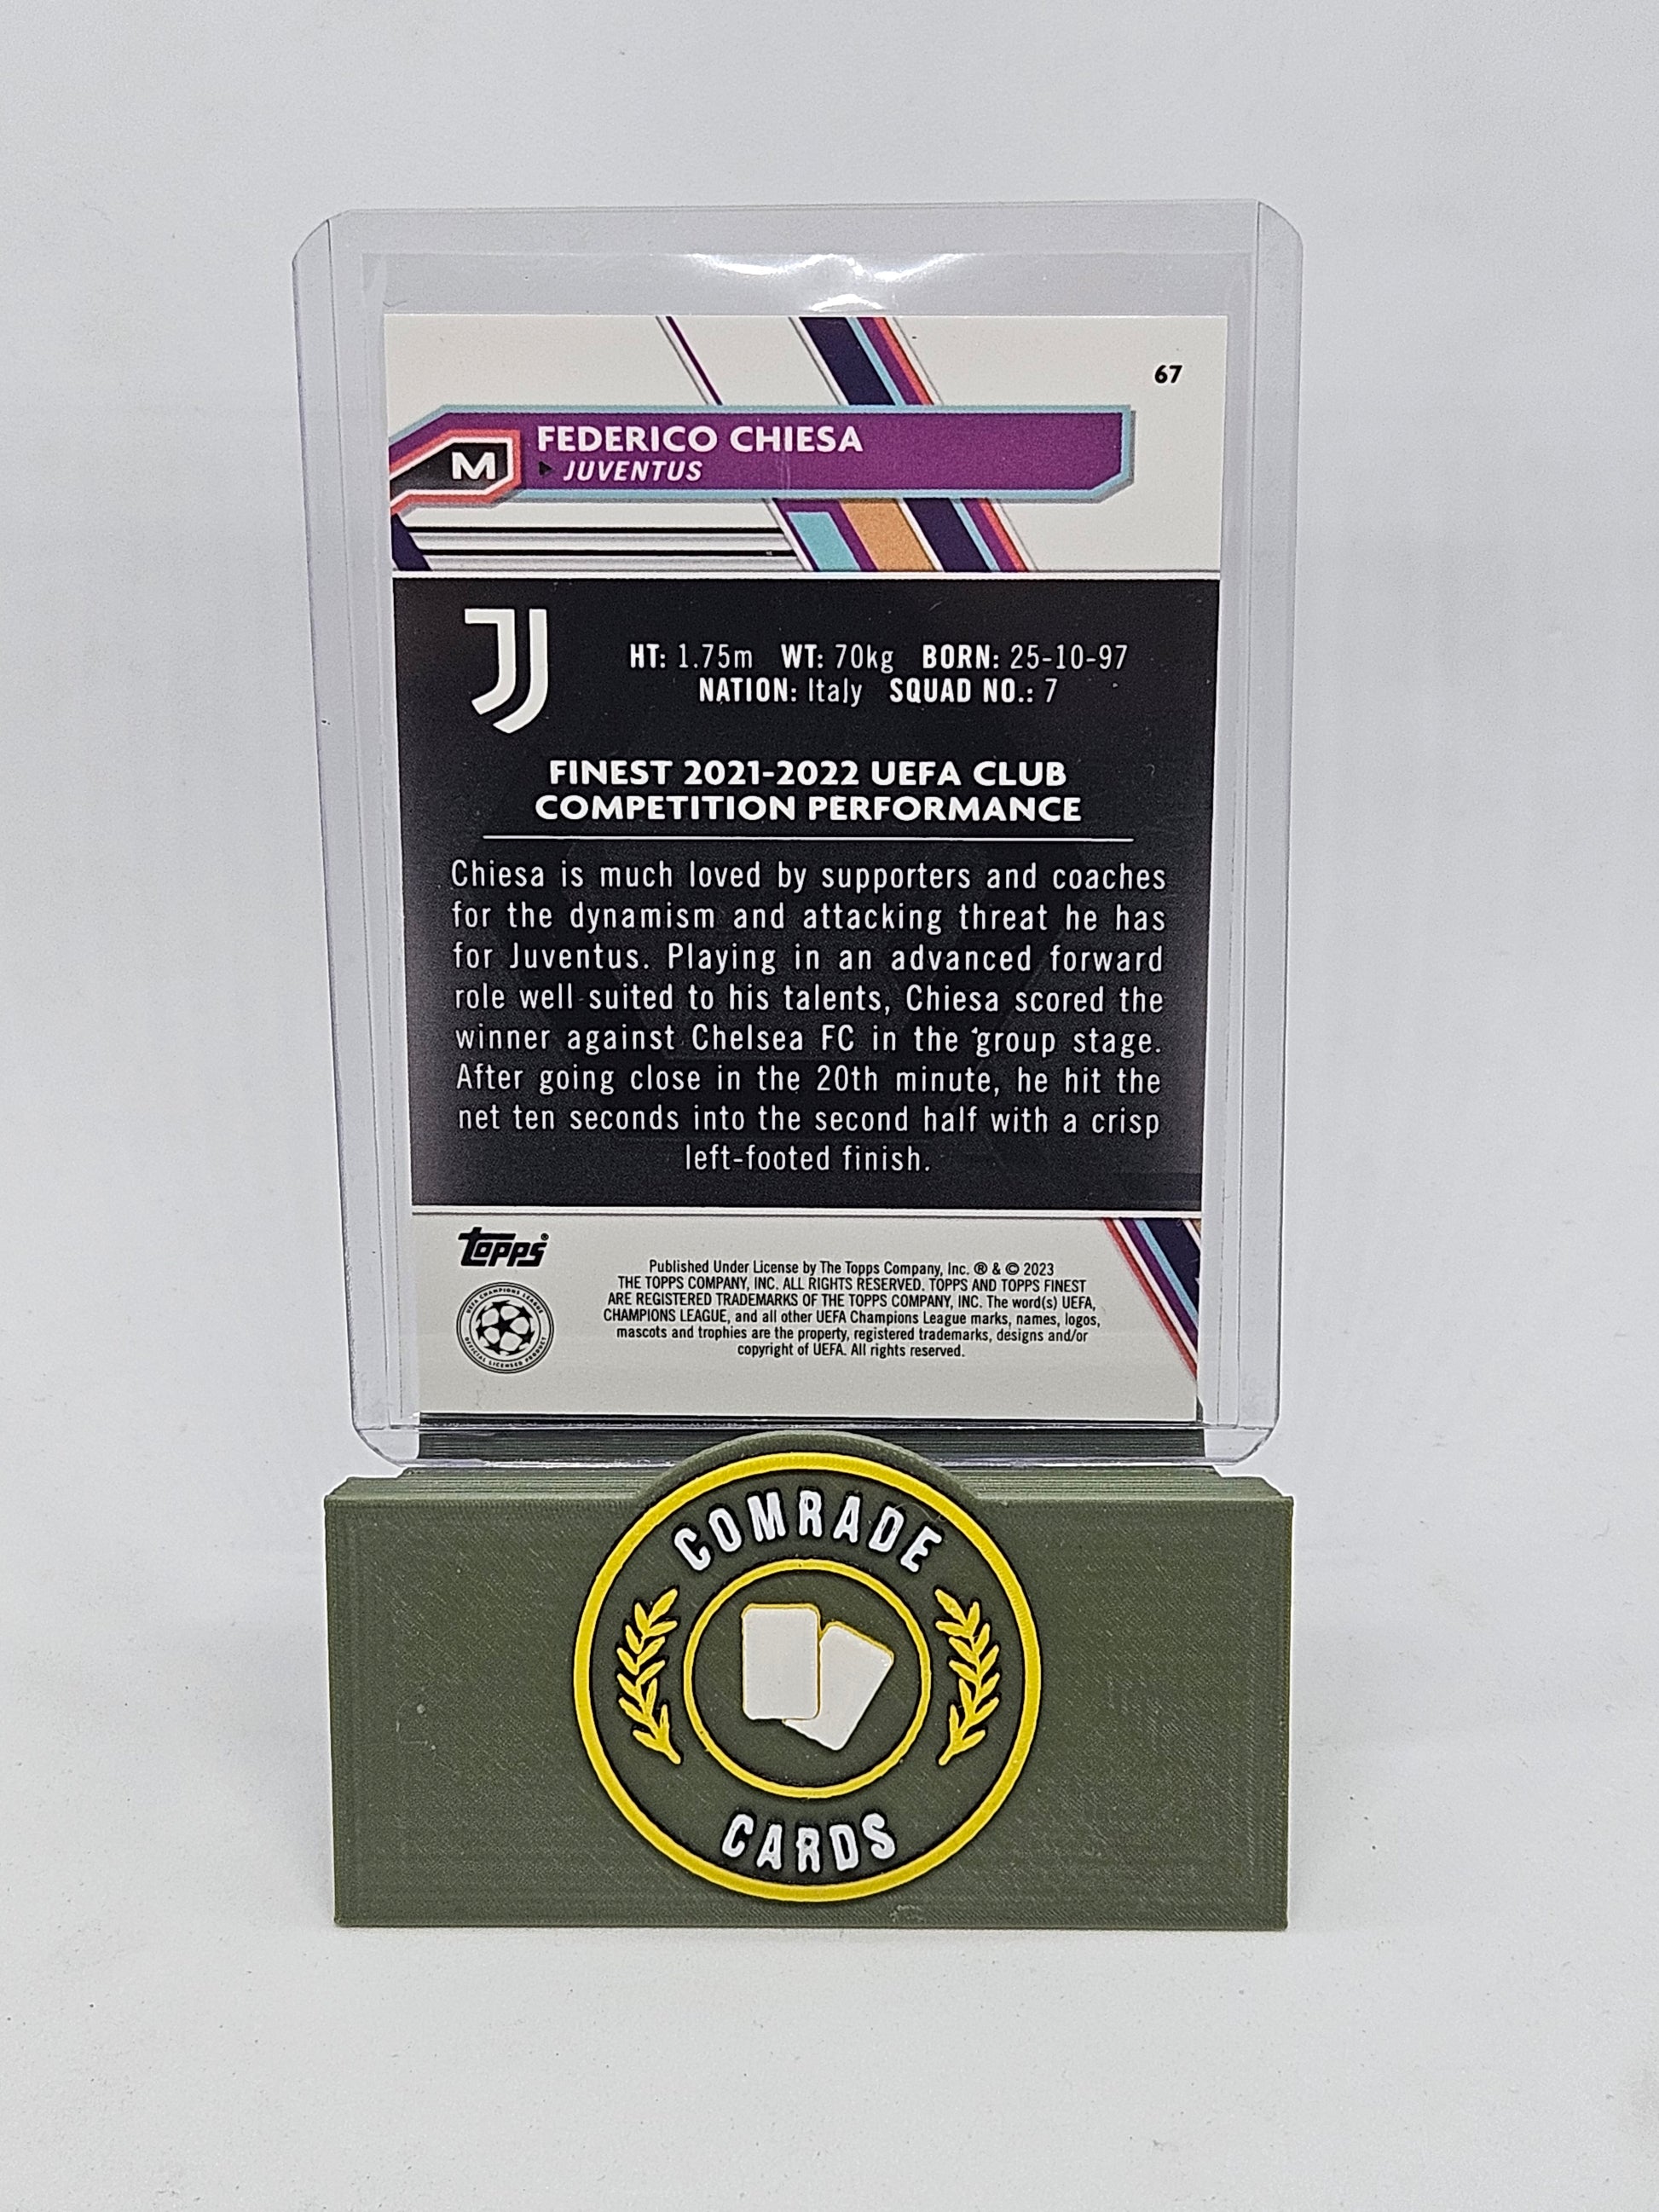 67
FEDERICO CHIESA
M
JUVENTUS
HT: 1.75m WT: 70kg BORN: 25-10-97
NATION: Italy SQUAD NO.: 7
FINEST 2021-2022 UEFA CLUB
COMPETITION PERFORMANCE
Chiesa is much loved by supporters and coaches
for the dynamism and attacking threat he has
for Juventus. Playing in an advanced forward
role well suited to his talents, Chiesa scored the
winner against Chelsea FC in the group stage.
After going close in the 20th minute, he hit the
net ten seconds into the second half with a crisp
left-footed finish.
topps®
UEFA CHAMPIONS LEAGUE
OFFICIAL LICENSED PRODUCT
Published Under License by The Topps Company, Inc. ® & © 2023
THE TOPPS COMPANY, INC. ALL RIGHTS RESERVED. TOPPS AND TOPPS FINEST
ARE REGISTERED TRADEMARKS OF THE TOPPS COMPANY, INC. The word(s) UEFA,
CHAMPIONS LEAGUE, and all other UEFA Champions League marks, names, logos,
mascots and trophies are the property, registered trademarks, designs and/or
copyright of UEFA. All rights reserved.
COMRADE
CARDS